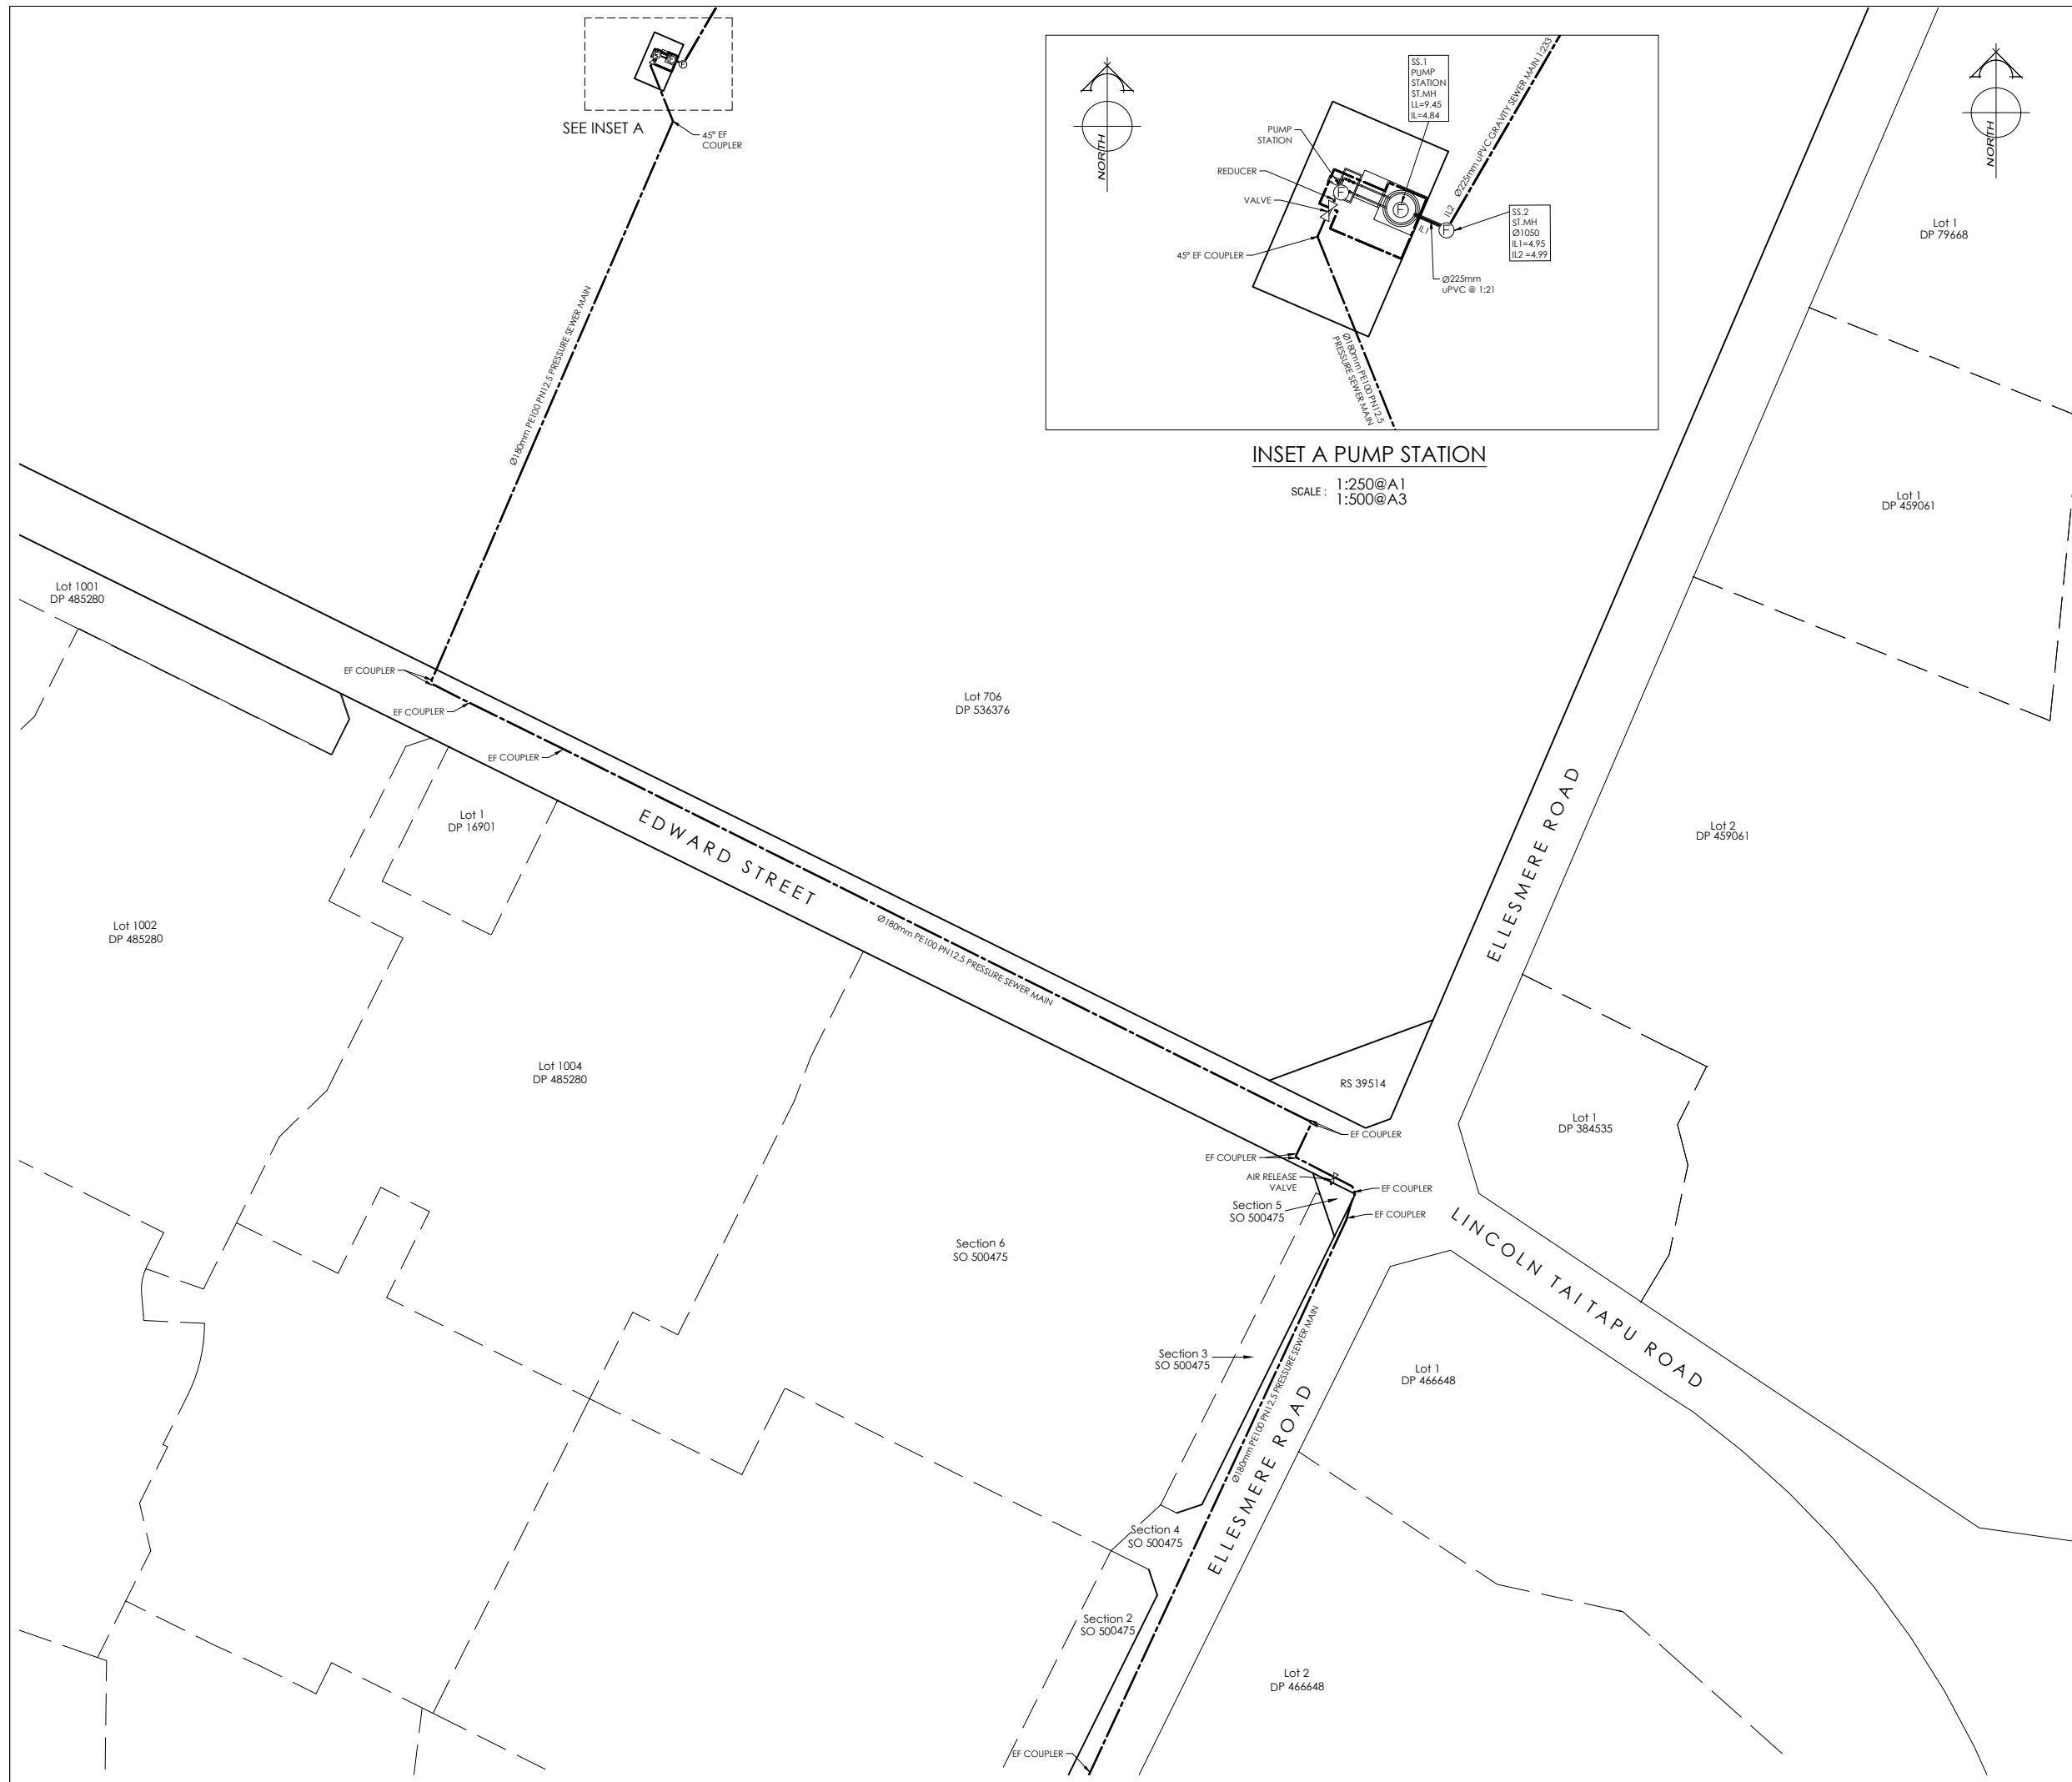 SEE INSET A
45° EF
COUPLER
Ø180mm PE100 PN12.5 PRESSURE SEWER MAIN
NORTH
SS.1
PUMP
STATION
ST.MH
LL=9.45
IL=4.84
Ø225mm uPVC GRAVITY SEWER MAIN 1:233
PUMP
STATION
REDUCER
VALVE
F
F
F
IL2
IL1
SS.2
ST.MH
Ø1050
IL1=4.95
IL2 =4.99
45° EF COUPLER
Ø225mm
uPVC @ 1:21
Ø180mm PE100 PN12.5
PRESSURE SEWER MAIN
INSET A PUMP STATION
SCALE : 1:250@A1
1:500@A3
NORTH
F
Lot 1
DP 79668
Lot 1
DP 459061
Lot 1001
DP 485280
EF COUPLER
EF COUPLER
EF COUPLER
Lot 706
DP 536376
Lot 1
DP 16901
EDWARD STREET
ELLESMERE ROAD
Lot 2
DP 459061
Lot 1002
DP 485280
Ø180mm PE100 PN12.5 PRESSURE SEWER MAIN
Lot 1004
DP 485280
RS 39514
Lot 1
DP 384535
EF COUPLER
EF COUPLER
AIR RELEASE
VALVE
EF COUPLER
Section 5
SO 500475
EF COUPLER
LINCOLN TAI TAPU ROAD
Section 6
SO 500475
Section 3
SO 500475
Ø180mm PE100 PN12.5 PRESSURE SEWER MAIN
ELLESMERE ROAD
Lot 1
DP 466648
Section 4
SO 500475
Section 2
SO 500475
Lot 2
DP 466648
EF COUPLER